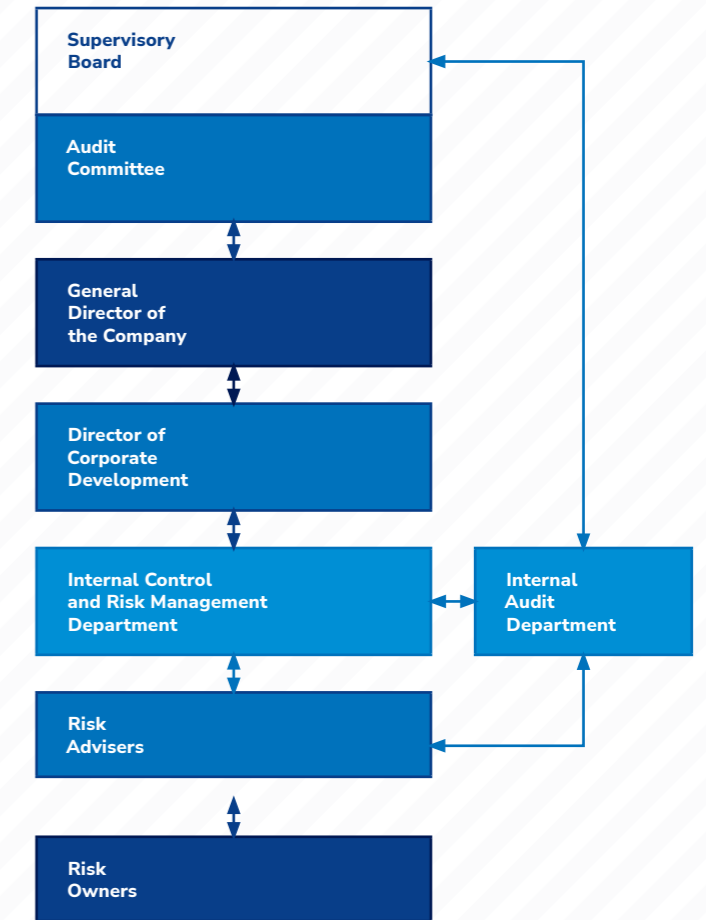 Supervisory
Board
Audit
Committee
General
Director of
the Company
Director of
Corporate
Development
Internal Control
and Risk Management
Department
Internal
Audit
Department
Risk
Advisers
Risk
Owners